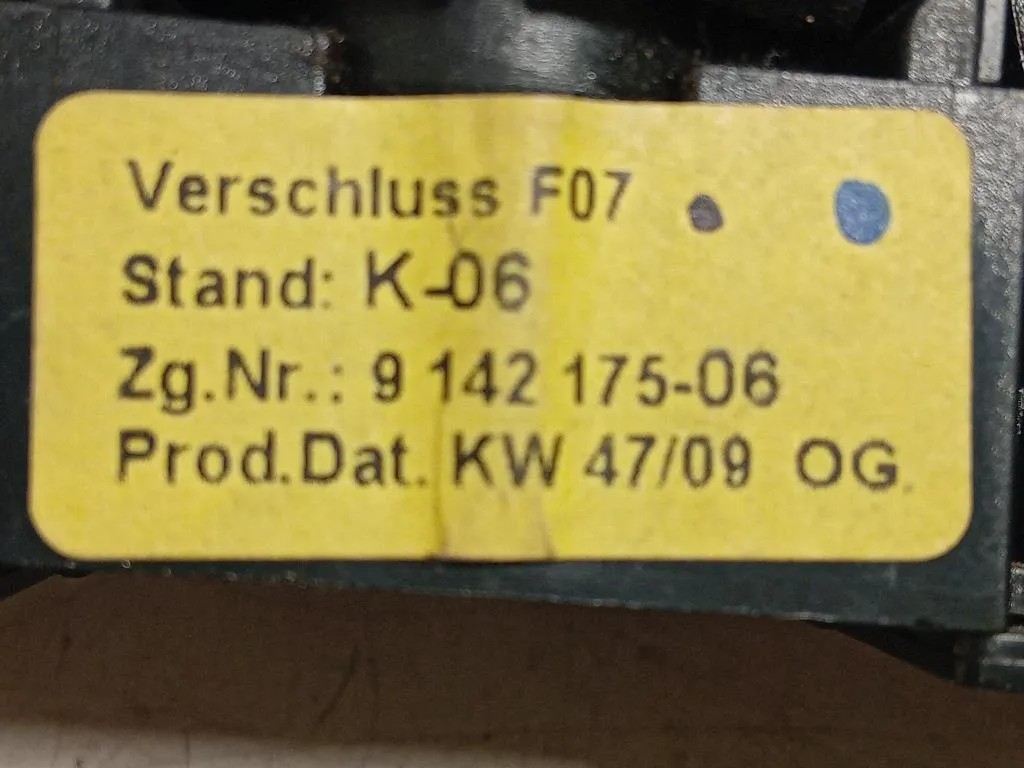 Verschluss F07
Stand: K-06
Zg.Nr.: 9 142 175-06
Prod.Dat. KW 47/09 OG.